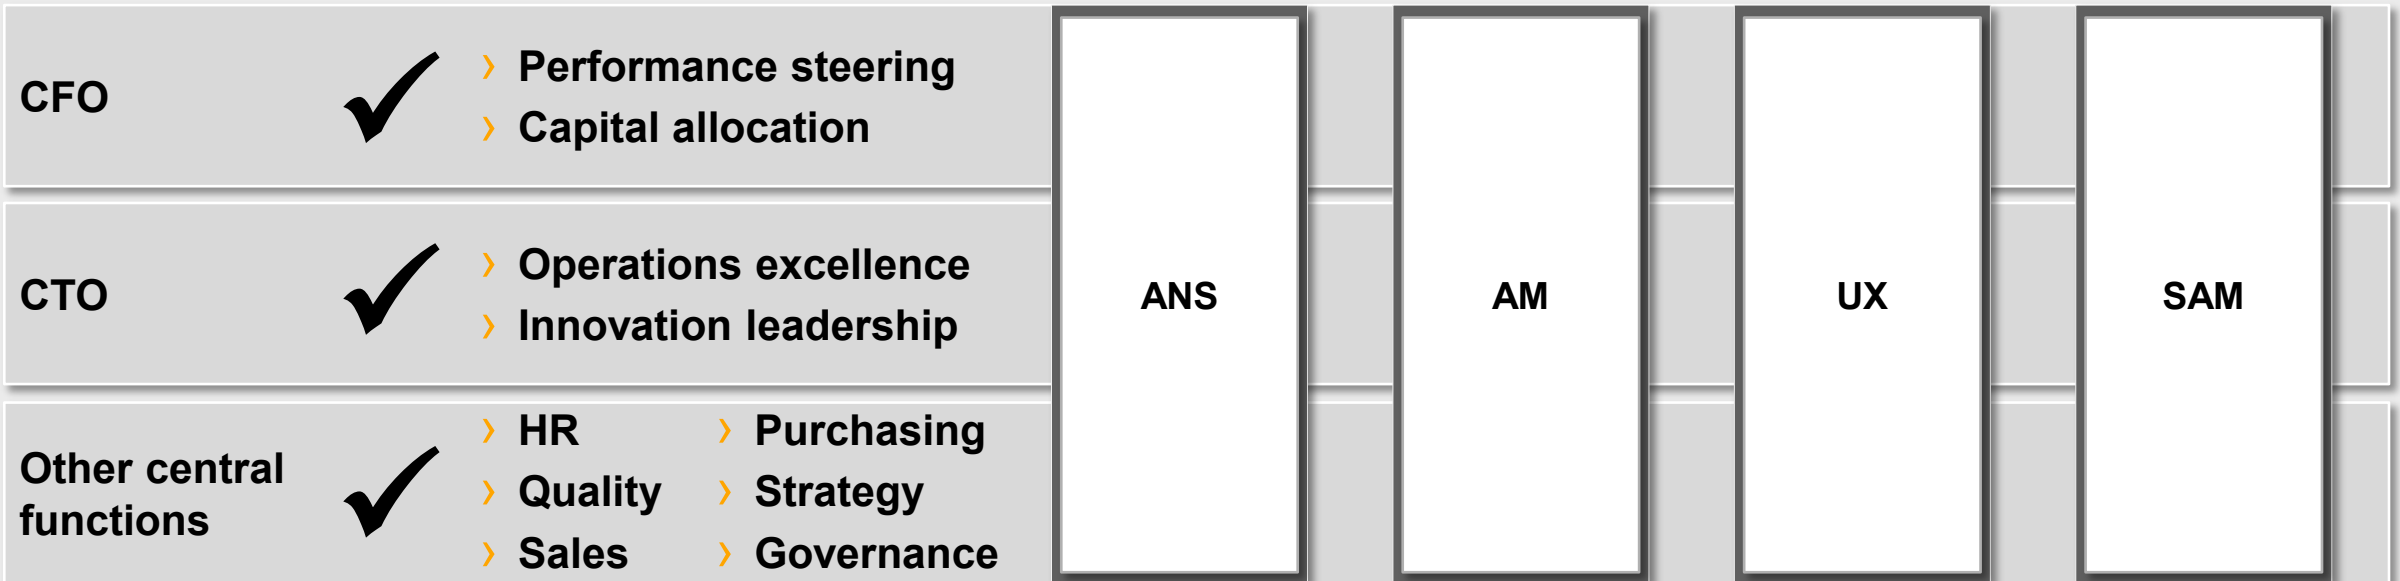 CFO
› Performance steering
› Capital allocation
CTO
› Operations excellence
› Innovation leadership
Other central
functions
› HR
› Quality
› Sales
› Purchasing
› Strategy
› Governance
ANS
AM
UX
SAM